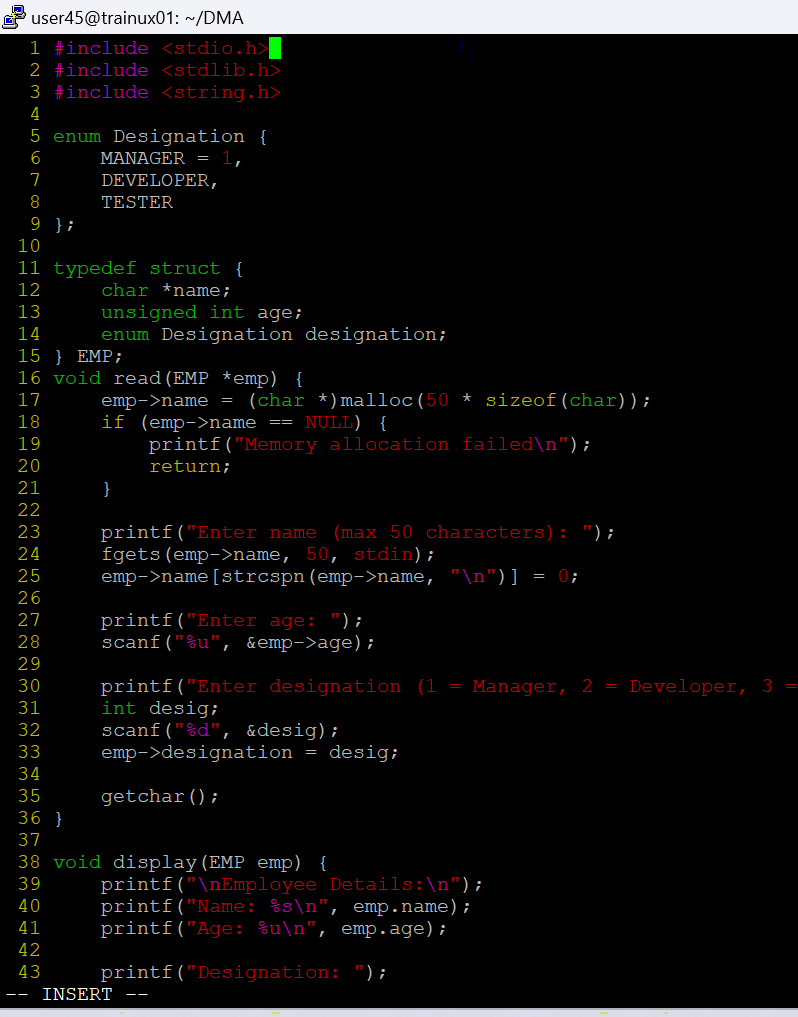 user45@trainux01: ~/DMA
1 #include <stdio.h>
2 #include <stdlib.h>
3 #include <string.h>
4
5 enum Designation {
6     MANAGER = 1,
7     DEVELOPER,
8     TESTER
9 };
10
11 typedef struct {
12     char *name;
13     unsigned int age;
14     enum Designation designation;
15 } EMP;
16 void read(EMP *emp) {
17     emp->name = (char *)malloc(50 * sizeof(char));
18     if (emp->name == NULL) {
19         printf("Memory allocation failed\n");
20         return;
21     }
22
23     printf("Enter name (max 50 characters): ");
24     fgets(emp->name, 50, stdin);
25     emp->name[strcspn(emp->name, "\n")] = 0;
26
27     printf("Enter age: ");
28     scanf("%u", &emp->age);
29
30     printf("Enter designation (1 = Manager, 2 = Developer, 3 =
31     int desig;
32     scanf("%d", &desig);
33     emp->designation = desig;
34
35     getchar();
36 }
37
38 void display(EMP emp) {
39     printf("\nEmployee Details:\n");
40     printf("Name: %s\n", emp.name);
41     printf("Age: %u\n", emp.age);
42
43     printf("Designation: ");
-- INSERT --